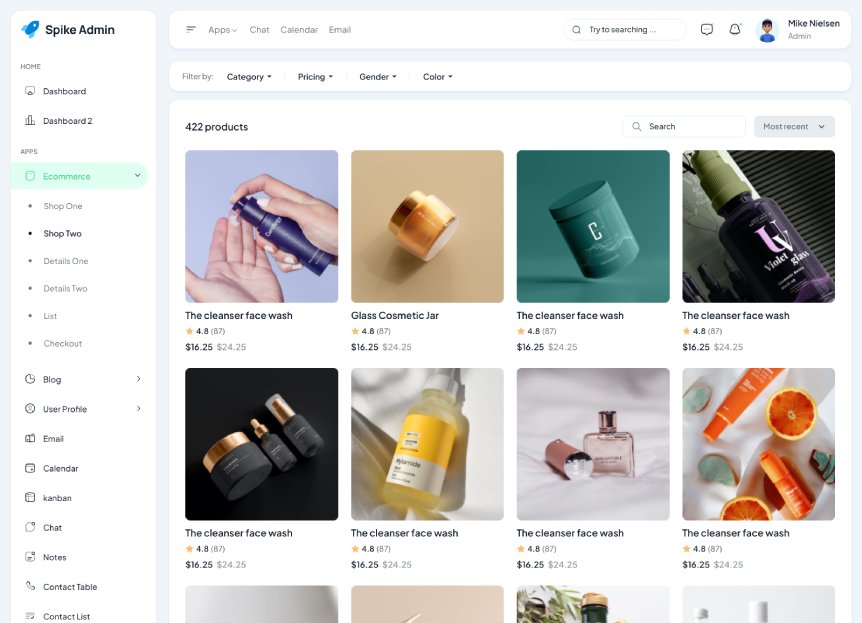 Spike Admin
HOME
Dashboard
Dashboard 2
APPS
Ecommerce
Shop One
Shop Two
Details One
Details Two
List
Checkout
Blog
User Profile
Email
Calendar
kanban
Chat
Notes
Contact Table
Contact List
Apps Chat Calendar Email
Try to searching ...
Mike Nielsen
Admin
Filter by: Category Pricing Gender Color
422 products
Search
Most recent
UV
Violet glass
The cleanser face wash
4.8 (87)
$16.25 $24.25
Glass Cosmetic Jar
4.8 (87)
$16.25 $24.25
The cleanser face wash
4.8 (87)
$16.25 $24.25
The cleanser face wash
4.8 (87)
$16.25 $24.25
Hylamide
The cleanser face wash
4.8 (87)
$16.25 $24.25
The cleanser face wash
4.8 (87)
$16.25 $24.25
The cleanser face wash
4.8 (87)
$16.25 $24.25
The cleanser face wash
4.8 (87)
$16.25 $24.25